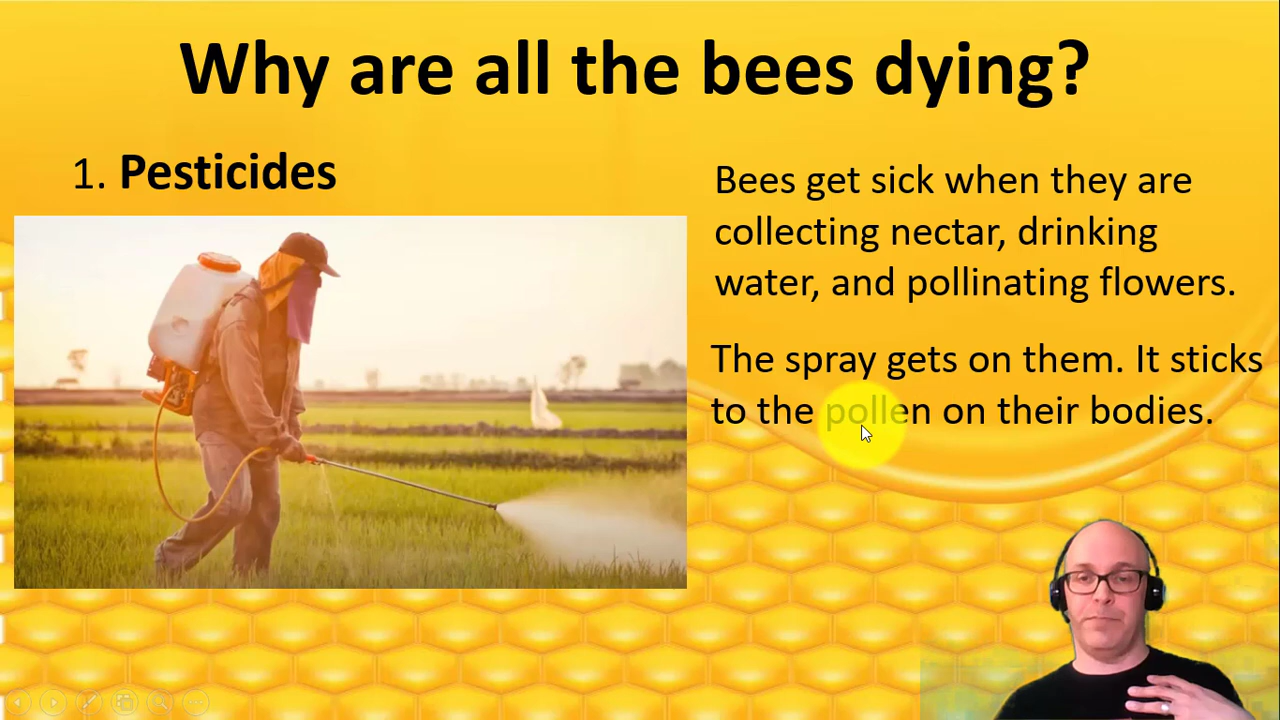 Why are all the bees dying?
1. Pesticides
Bees get sick when they are
collecting nectar, drinking
water, and pollinating flowers.
The spray gets on them. It sticks
to the pollen on their bodies.